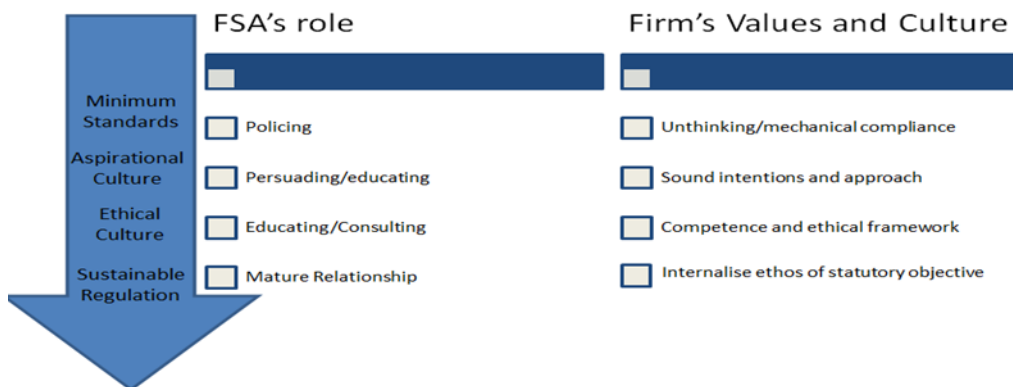 FSA's role
Firm's Values and Culture
Minimum
Standards
Policing
Unthinking/mechanical compliance
Aspirational
Culture
Persuading/educating
Sound intentions and approach
Ethical
Culture
Educating/Consulting
Competence and ethical framework
Sustainable
Regulation
Mature Relationship
Internalise ethos of statutory objective